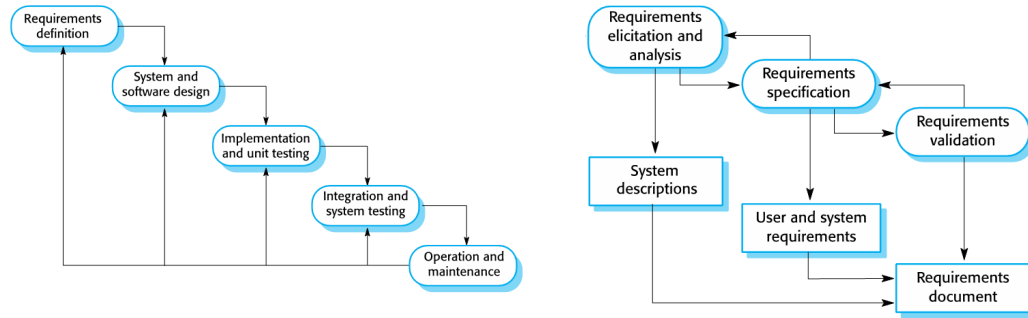 Requirements
definition
System and
software design
Implementation
and unit testing
Integration and
system testing
Operation and
maintenance
Requirements
elicitation and
analysis
Requirements
specification
Requirements
validation
System
descriptions
User and system
requirements
Requirements
document